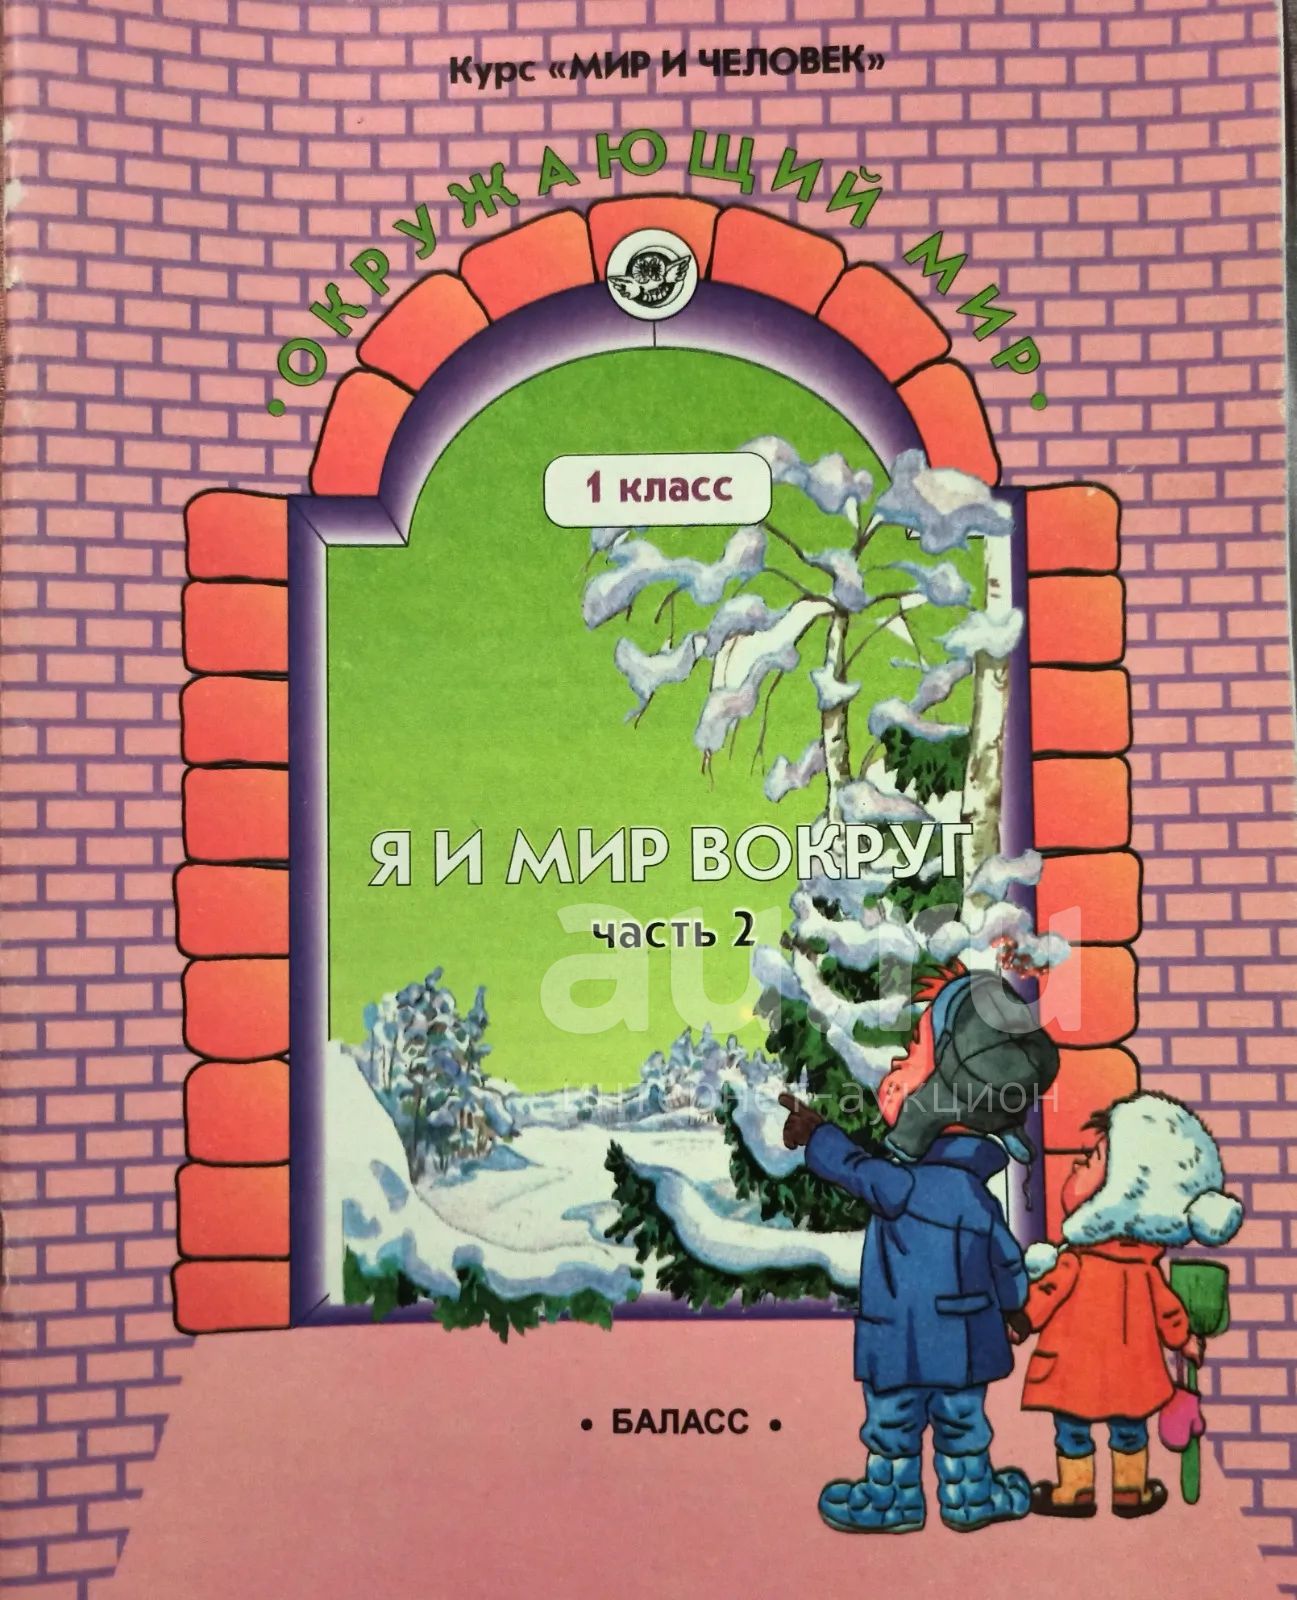 Курс «МИР И ЧЕЛОВЕК»
• ОКРУЖАЮЩИЙ МИР •
1 класс
Я И МИР ВОКРУГ
часть 2
au.ru
интернет-аукцион
• БАЛАСС •